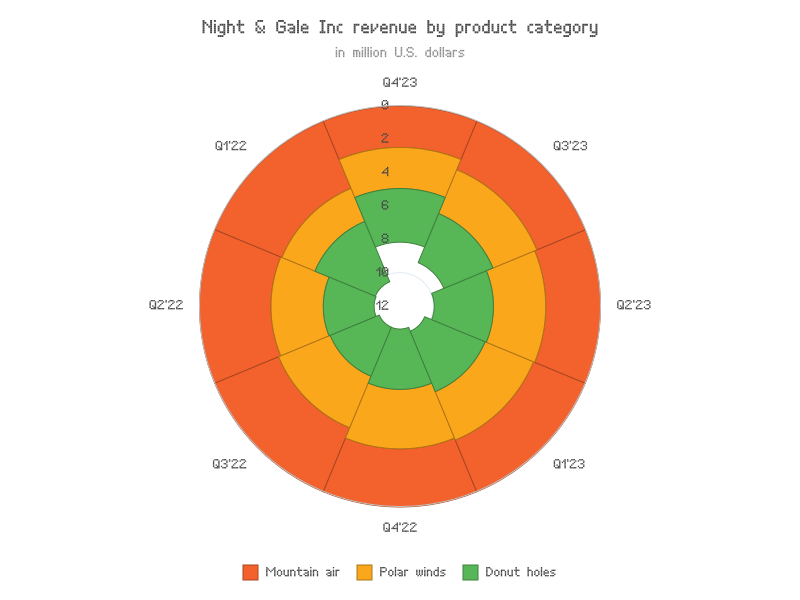 Night & Gale Inc revenue by product category
in million U.S. dollars
Q4'23
0
Q1'22
2
Q3'23
4
6
8
10
Q2'22
12
Q2'23
Q3'22
Q1'23
Q4'22
Mountain air
Polar winds
Donut holes